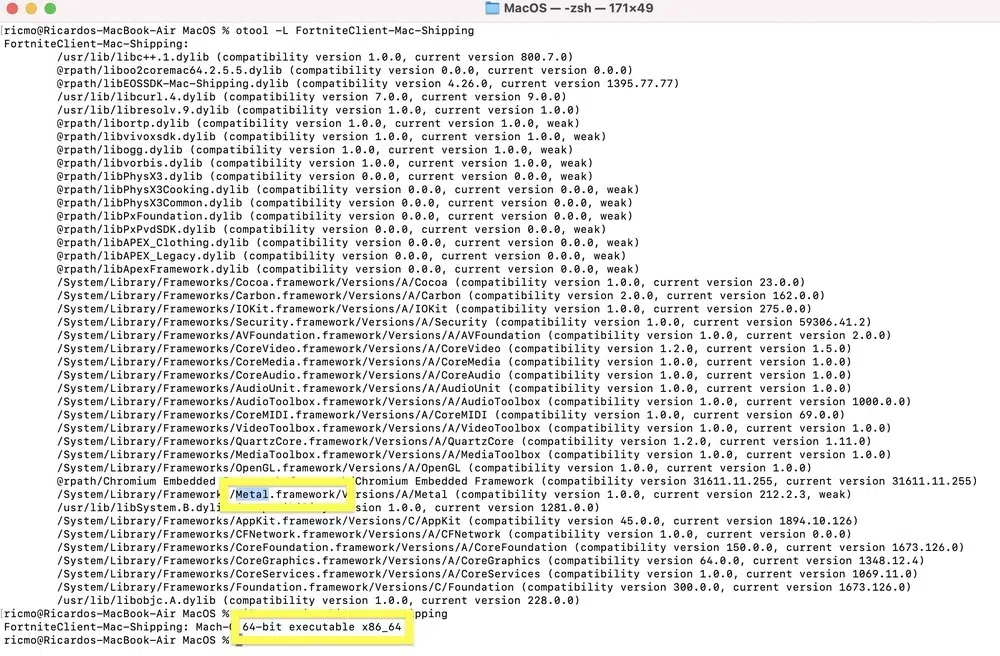 MacOS — -zsh — 171×49
[ricmo@Ricardos-MacBook-Air MacOS % otool -L FortniteClient-Mac-Shipping
FortniteClient-Mac-Shipping:
/usr/lib/libc++.1.dylib (compatibility version 1.0.0, current version 800.7.0)
@rpath/liboo2coremac64.2.5.5.dylib (compatibility version 0.0.0, current version 0.0.0)
@rpath/libEOSSDK-Mac-Shipping.dylib (compatibility version 4.26.0, current version 1395.77.77)
/usr/lib/libcurl.4.dylib (compatibility version 7.0.0, current version 9.0.0)
/usr/lib/libresolv.9.dylib (compatibility version 1.0.0, current version 1.0.0)
@rpath/libortp.dylib (compatibility version 0.0.0, current version 0.0.0, weak)
@rpath/libvivoxsdk.dylib (compatibility version 1.0.0, current version 1.0.0, weak)
@rpath/libogg.dylib (compatibility version 1.0.0, current version 1.0.0, weak)
@rpath/libvorbis.dylib (compatibility version 1.0.0, current version 1.0.0, weak)
@rpath/libPhysX3.dylib (compatibility version 0.0.0, current version 0.0.0, weak)
@rpath/libPhysX3Cooking.dylib (compatibility version 0.0.0, current version 0.0.0, weak)
@rpath/libPhysX3Common.dylib (compatibility version 0.0.0, current version 0.0.0, weak)
@rpath/libPxFoundation.dylib (compatibility version 0.0.0, current version 0.0.0, weak)
@rpath/libPxPvdSDK.dylib (compatibility version 0.0.0, current version 0.0.0, weak)
@rpath/libAPEX_Clothing.dylib (compatibility version 0.0.0, current version 0.0.0, weak)
@rpath/libAPEX_Legacy.dylib (compatibility version 0.0.0, current version 0.0.0, weak)
@rpath/libApexFramework.dylib (compatibility version 0.0.0, current version 0.0.0, weak)
/System/Library/Frameworks/Cocoa.framework/Versions/A/Cocoa (compatibility version 1.0.0, current version 23.0.0)
/System/Library/Frameworks/Carbon.framework/Versions/A/Carbon (compatibility version 2.0.0, current version 162.0.0)
/System/Library/Frameworks/IOKit.framework/Versions/A/IOKit (compatibility version 1.0.0, current version 275.0.0)
/System/Library/Frameworks/Security.framework/Versions/A/Security (compatibility version 1.0.0, current version 59306.41.2)
/System/Library/Frameworks/AVFoundation.framework/Versions/A/AVFoundation (compatibility version 1.0.0, current version 2.0.0)
/System/Library/Frameworks/CoreVideo.framework/Versions/A/CoreVideo (compatibility version 1.2.0, current version 1.5.0)
/System/Library/Frameworks/CoreMedia.framework/Versions/A/CoreMedia (compatibility version 1.0.0, current version 1.0.0)
/System/Library/Frameworks/CoreAudio.framework/Versions/A/CoreAudio (compatibility version 1.0.0, current version 1.0.0)
/System/Library/Frameworks/AudioUnit.framework/Versions/A/AudioUnit (compatibility version 1.0.0, current version 1.0.0)
/System/Library/Frameworks/AudioToolbox.framework/Versions/A/AudioToolbox (compatibility version 1.0.0, current version 1000.0.0)
/System/Library/Frameworks/CoreMIDI.framework/Versions/A/CoreMIDI (compatibility version 1.0.0, current version 69.0.0)
/System/Library/Frameworks/VideoToolbox.framework/Versions/A/VideoToolbox (compatibility version 1.0.0, current version 1.0.0)
/System/Library/Frameworks/QuartzCore.framework/Versions/A/QuartzCore (compatibility version 1.2.0, current version 1.11.0)
/System/Library/Frameworks/MediaToolbox.framework/Versions/A/MediaToolbox (compatibility version 1.0.0, current version 1.0.0)
/System/Library/Frameworks/OpenGL.framework/Versions/A/OpenGL (compatibility version 1.0.0, current version 1.0.0)
@rpath/Chromium Embedded Chromium Embedded Framework (compatibility version 31611.11.255, current version 31611.11.255)
/System/Library/Framework /Metal.framework/Versions/A/Metal (compatibility version 1.0.0, current version 212.2.3, weak)
/usr/lib/libSystem.B.dyli version 1.0.0, current version 1281.0.0)
/System/Library/Frameworks/AppKit.framework/Versions/C/AppKit (compatibility version 45.0.0, current version 1894.10.126)
/System/Library/Frameworks/CFNetwork.framework/Versions/A/CFNetwork (compatibility version 1.0.0, current version 0.0.0)
/System/Library/Frameworks/CoreFoundation.framework/Versions/A/CoreFoundation (compatibility version 150.0.0, current version 1673.126.0)
/System/Library/Frameworks/CoreGraphics.framework/Versions/A/CoreGraphics (compatibility version 64.0.0, current version 1348.12.4)
/System/Library/Frameworks/CoreServices.framework/Versions/A/CoreServices (compatibility version 1.0.0, current version 1069.11.0)
/System/Library/Frameworks/Foundation.framework/Versions/C/Foundation (compatibility version 300.0.0, current version 1673.126.0)
/usr/lib/libobjc.A.dylib (compatibility version 1.0.0, current version 228.0.0)
[ricmo@Ricardos-MacBook-Air MacOS % pping
FortniteClient-Mac-Shipping: Mach- 64-bit executable x86_64
ricmo@Ricardos-MacBook-Air MacOS %